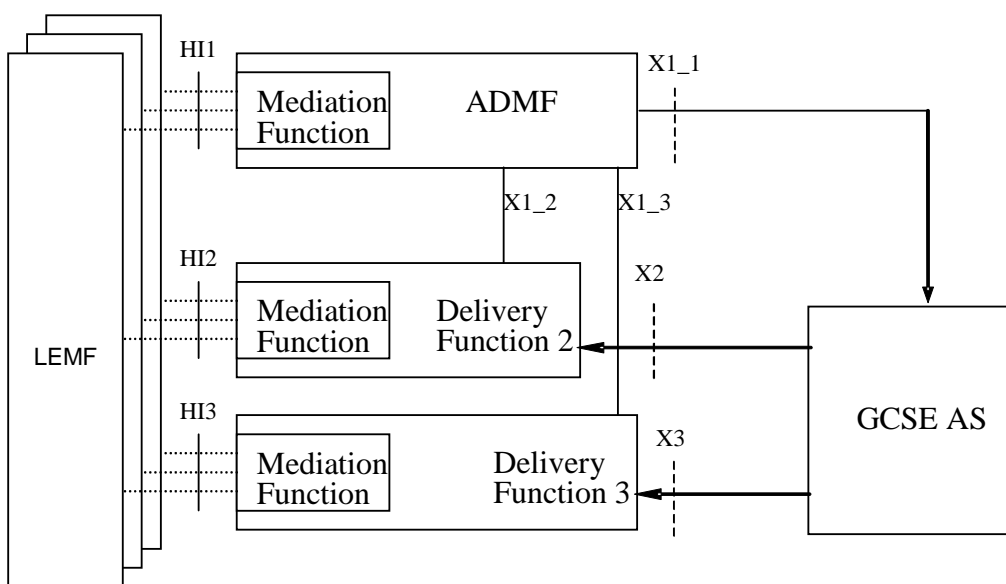 HI1
X1_1
Mediation
Function
ADMF
X1_2
X1_3
HI2
X2
Mediation
Function
Delivery
Function 2
LEMF
GCSE AS
HI3
X3
Mediation
Function
Delivery
Function 3